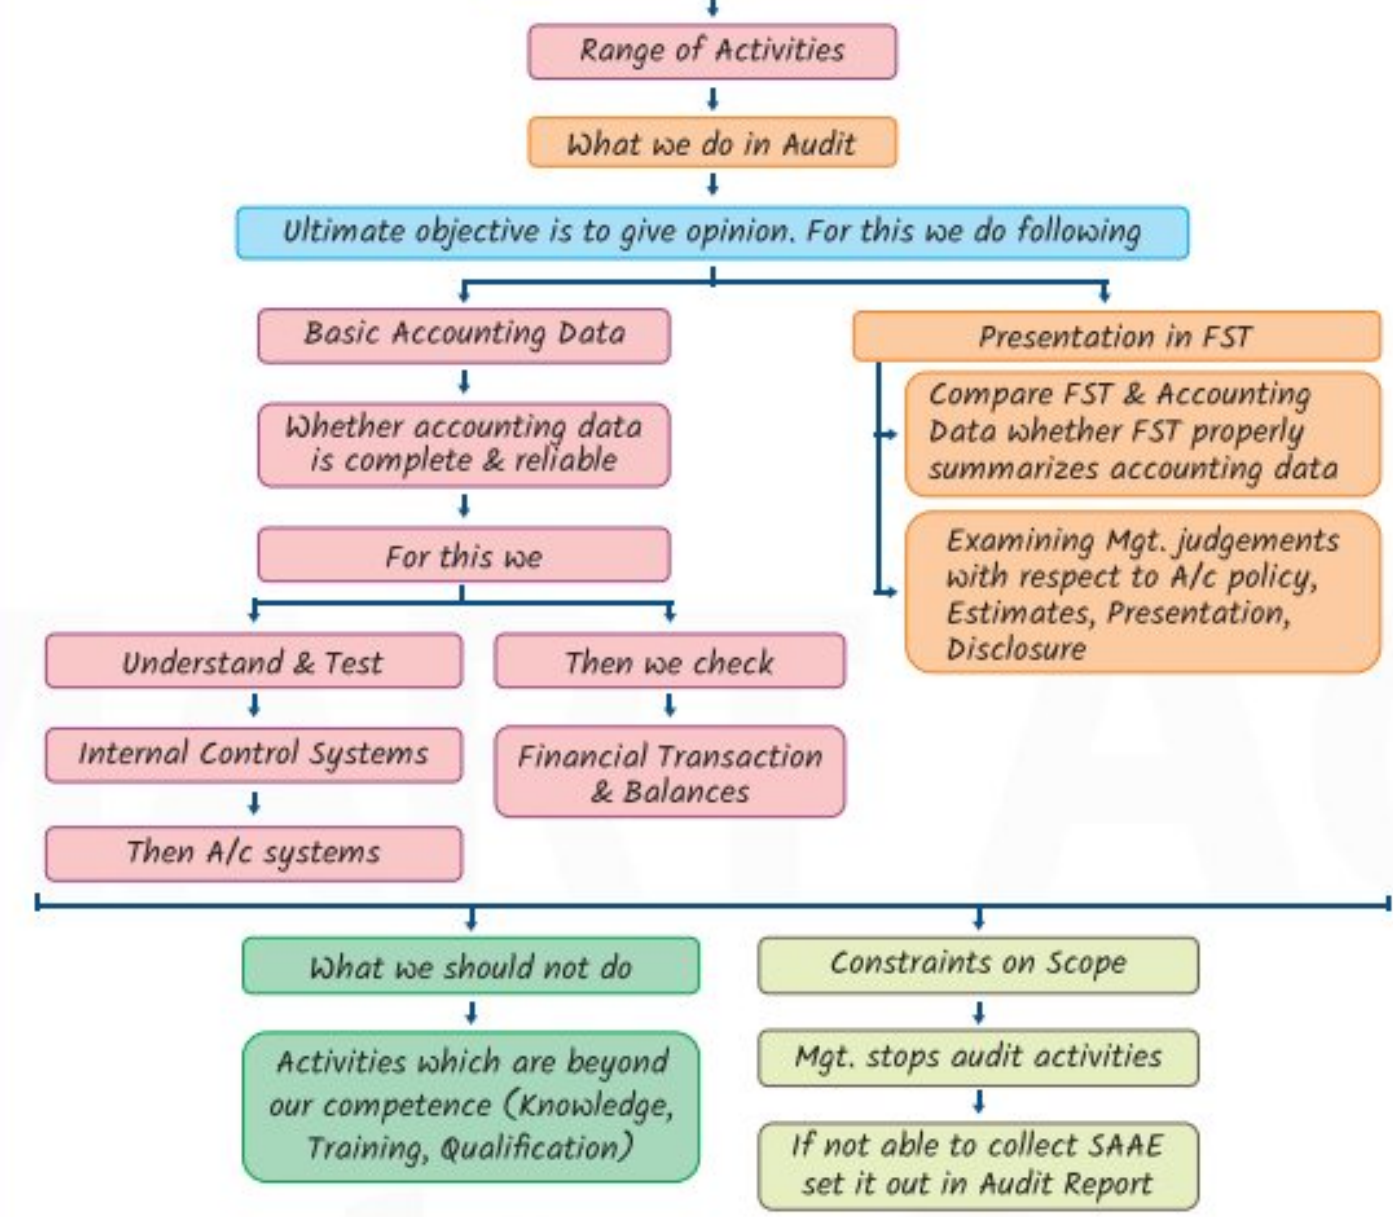 Range of Activities
What we do in Audit
Ultimate objective is to give opinion. For this we do following
Basic Accounting Data
Whether accounting data
is complete & reliable
For this we
Understand & Test
Internal Control Systems
Then A/c systems
Then we check
Financial Transaction
& Balances
Presentation in FST
Compare FST & Accounting
Data whether FST properly
summarizes accounting data
Examining Mgt. judgements
with respect to A/c policy,
Estimates, Presentation,
Disclosure
What we should not do
Activities which are beyond
our competence (Knowledge,
Training, Qualification)
Constraints on Scope
Mgt. stops audit activities
If not able to collect SAAE
set it out in Audit Report